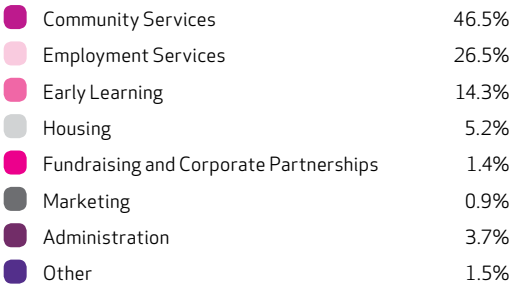 Community Services 46.5%
Employment Services 26.5%
Early Learning 14.3%
Housing 5.2%
Fundraising and Corporate Partnerships 1.4%
Marketing 0.9%
Administration 3.7%
Other 1.5%